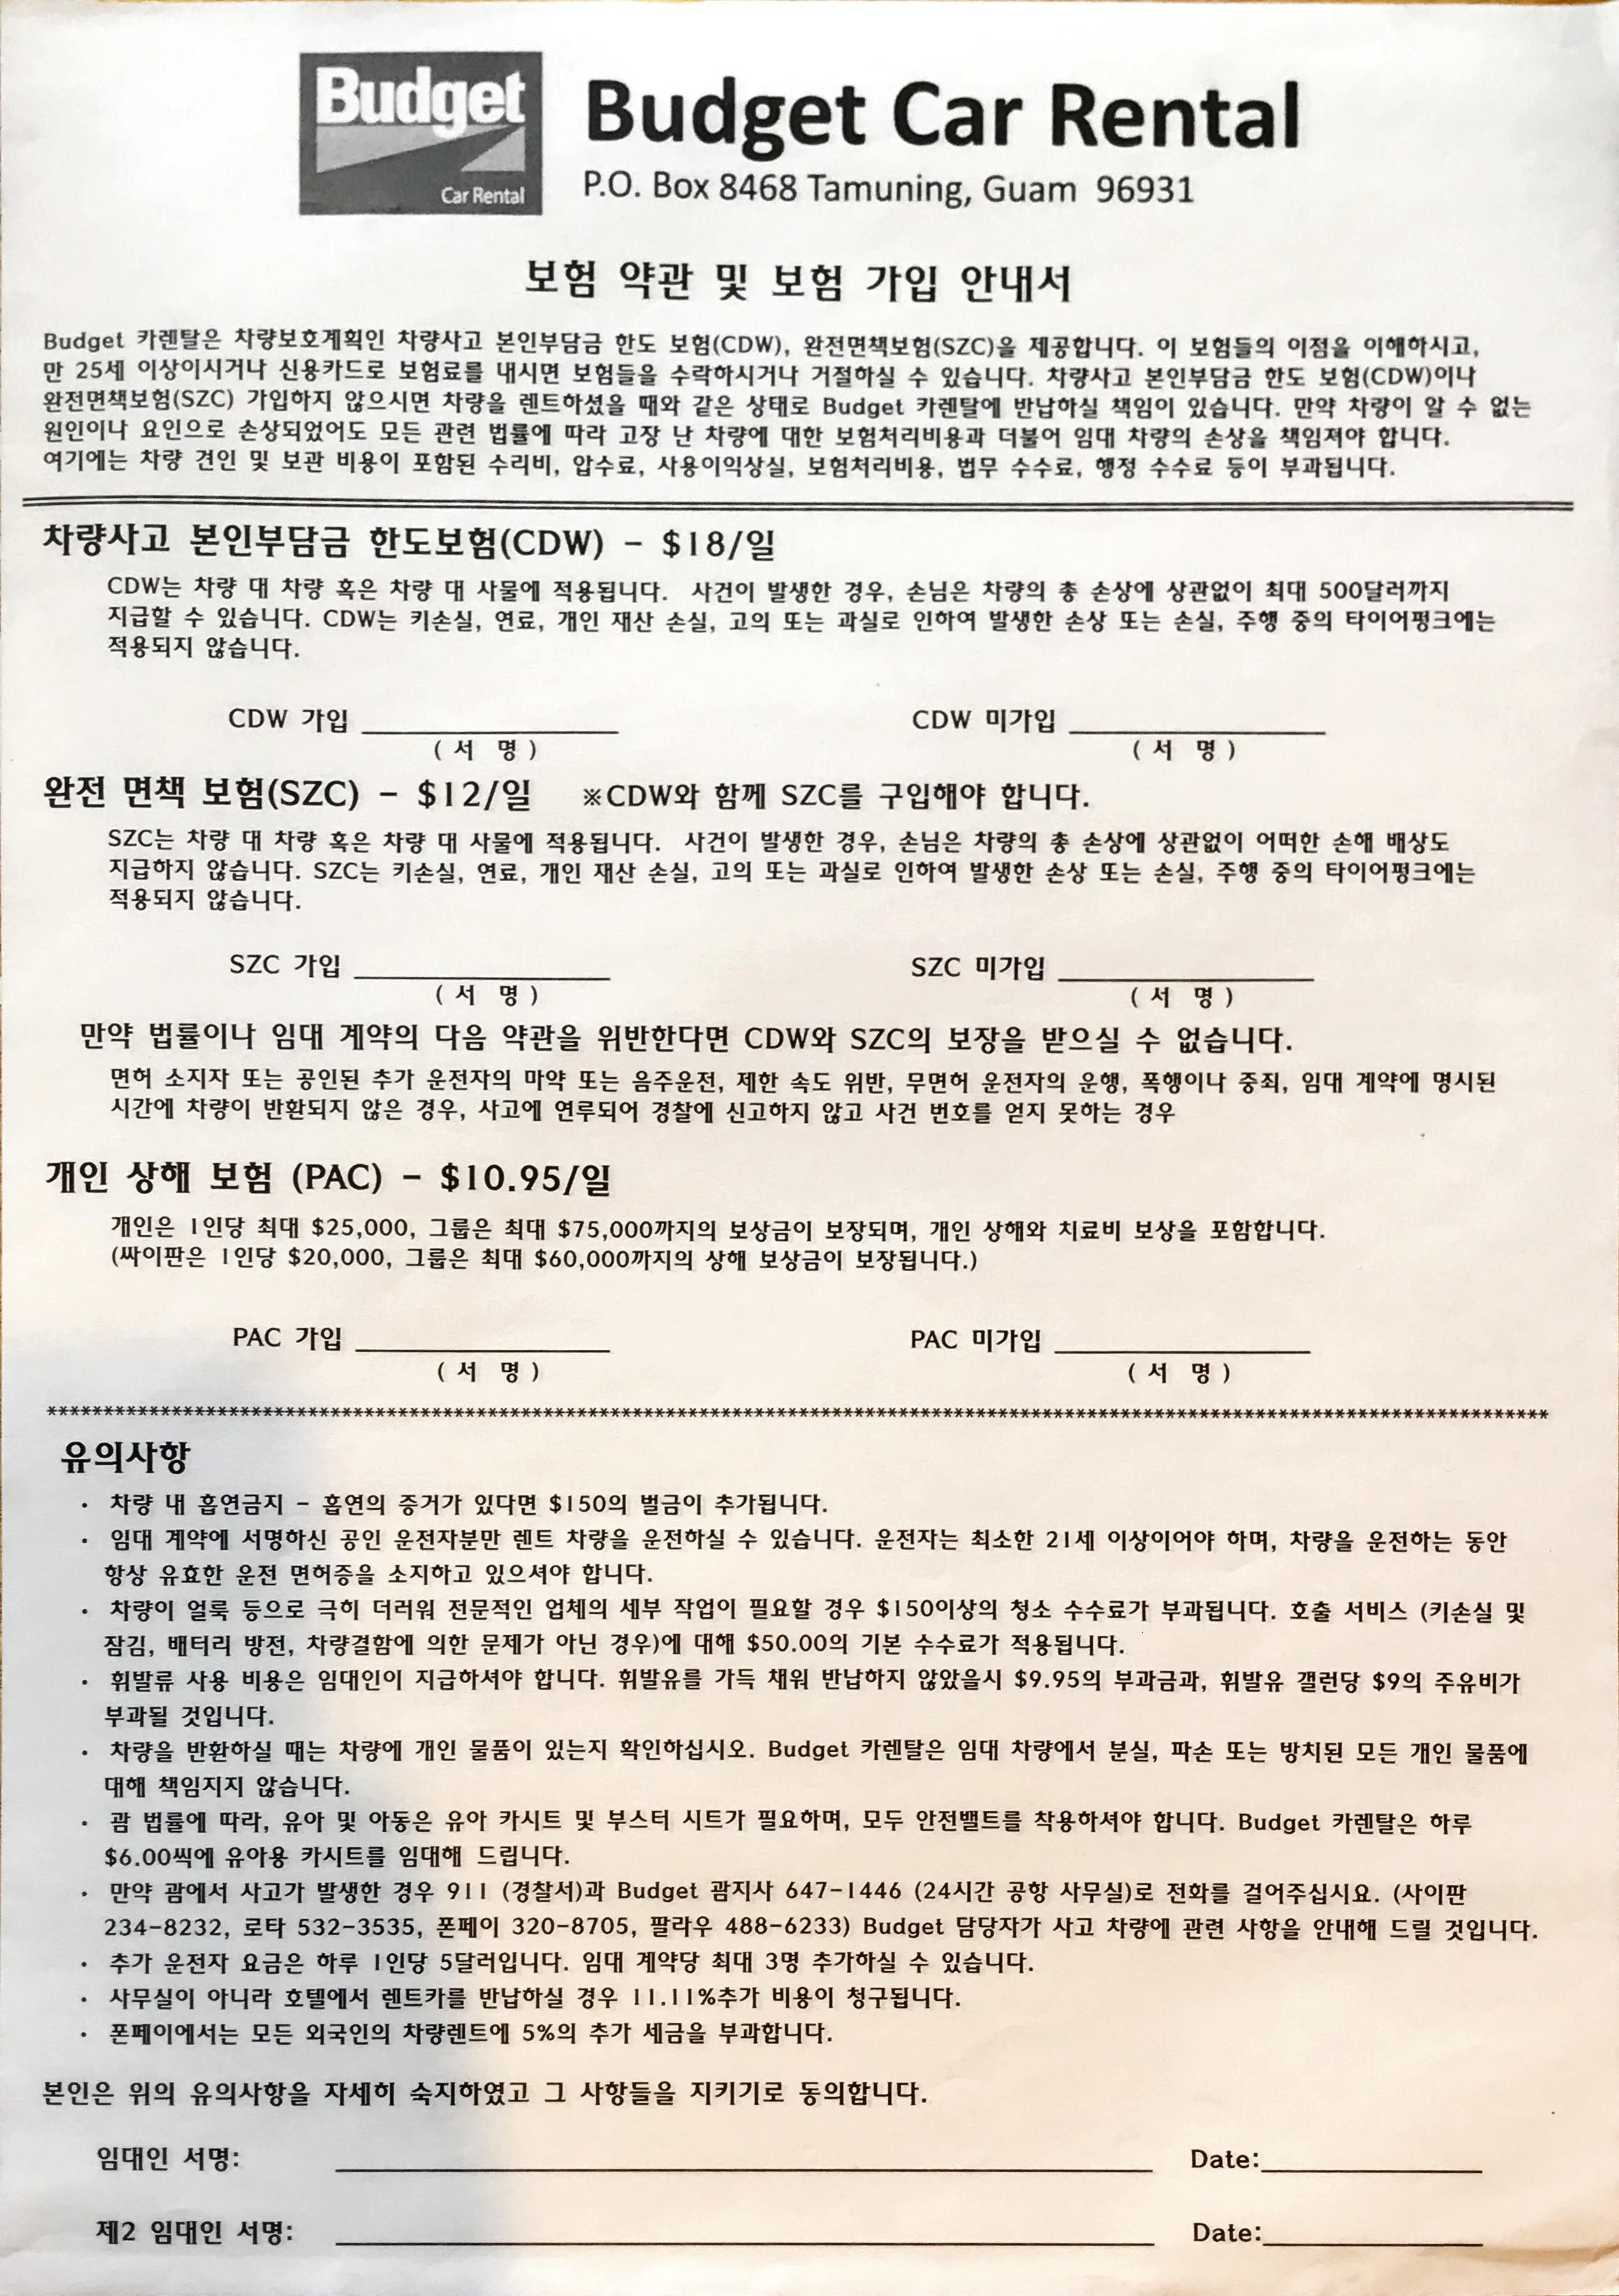 Budget
Car Rental
Budget Car Rental
P.O. Box 8468 Tamuning, Guam 96931
보험 약관 및 보험 가입 안내서
Budget 카렌탈은 차량보호계획인 차량사고 본인부담금 한도 보험(CDW), 완전면책보험(SZC)을 제공합니다. 이 보험들의 이점을 이해하시고,
만 25세 이상이시거나 신용카드로 보험료를 내시면 보험들을 수락하시거나 거절하실 수 있습니다. 차량사고 본인부담금 한도 보험(CDW)이나
완전면책보험(SZC) 가입하지 않으시면 차량을 렌트하셨을 때와 같은 상태로 Budget 카렌탈에 반납하실 책임이 있습니다. 만약 차량이 알 수 없는
원인이나 요인으로 손상되었어도 모든 관련 법률에 따라 고장 난 차량에 대한 보험처리비용과 더불어 임대 차량의 손상을 책임져야 합니다.
여기에는 차량 견인 및 보관 비용이 포함된 수리비, 압수료, 사용이익상실, 보험처리비용, 법무 수수료, 행정 수수료 등이 부과됩니다.
차량사고 본인부담금 한도보험(CDW) - $18/일
CDW는 차량 대 차량 혹은 차량 대 사물에 적용됩니다. 사건이 발생한 경우, 손님은 차량의 총 손상에 상관없이 최대 500달러까지
지급할 수 있습니다. CDW는 키손실, 연료, 개인 재산 손실, 고의 또는 과실로 인하여 발생한 손상 또는 손실, 주행 중의 타이어펑크에는
적용되지 않습니다.
CDW 가입 ____________ CDW 미가입 ____________
( 서 명 ) ( 서 명 )
완전 면책 보험(SZC) - $12/일 ※CDW와 함께 SZC를 구입해야 합니다.
SZC는 차량 대 차량 혹은 차량 대 사물에 적용됩니다. 사건이 발생한 경우, 손님은 차량의 총 손상에 상관없이 어떠한 손해 배상도
지급하지 않습니다. SZC는 키손실, 연료, 개인 재산 손실, 고의 또는 과실로 인하여 발생한 손상 또는 손실, 주행 중의 타이어펑크에는
적용되지 않습니다.
SZC 가입 ____________ SZC 미가입 ____________
( 서 명 ) ( 서 명 )
만약 법률이나 임대 계약의 다음 약관을 위반한다면 CDW와 SZC의 보장을 받으실 수 없습니다.
면허 소지자 또는 공인된 추가 운전자의 마약 또는 음주운전, 제한 속도 위반, 무면허 운전자의 운행, 폭행이나 중죄, 임대 계약에 명시된
시간에 차량이 반환되지 않은 경우, 사고에 연루되어 경찰에 신고하지 않고 사건 번호를 얻지 못하는 경우
개인 상해 보험 (PAC) - $10.95/일
개인은 1인당 최대 $25,000, 그룹은 최대 $75,000까지의 보상금이 보장되며, 개인 상해와 치료비 보상을 포함합니다.
(싸이판은 1인당 $20,000, 그룹은 최대 $60,000까지의 상해 보상금이 보장됩니다.)
PAC 가입 ____________ PAC 미가입 ____________
( 서 명 ) ( 서 명 )
************************************************************
유의사항
· 차량 내 흡연금지 - 흡연의 증거가 있다면 $150의 벌금이 추가됩니다.
· 임대 계약에 서명하신 공인 운전자분만 렌트 차량을 운전하실 수 있습니다. 운전자는 최소한 21세 이상이어야 하며, 차량을 운전하는 동안
항상 유효한 운전 면허증을 소지하고 있으셔야 합니다.
· 차량이 얼룩 등으로 극히 더러워 전문적인 업체의 세부 작업이 필요할 경우 $150이상의 청소 수수료가 부과됩니다. 호출 서비스 (키손실 및
잠김, 배터리 방전, 차량결함에 의한 문제가 아닌 경우)에 대해 $50.00의 기본 수수료가 적용됩니다.
· 휘발류 사용 비용은 임대인이 지급하셔야 합니다. 휘발유를 가득 채워 반납하지 않았을시 $9.95의 부과금과, 휘발유 갤런당 $9의 주유비가
부과될 것입니다.
· 차량을 반환하실 때는 차량에 개인 물품이 있는지 확인하십시오. Budget 카렌탈은 임대 차량에서 분실, 파손 또는 방치된 모든 개인 물품에
대해 책임지지 않습니다.
· 괌 법률에 따라, 유아 및 아동은 유아 카시트 및 부스터 시트가 필요하며, 모두 안전밸트를 착용하셔야 합니다. Budget 카렌탈은 하루
$6.00씩에 유아용 카시트를 임대해 드립니다.
· 만약 괌에서 사고가 발생한 경우 911 (경찰서)과 Budget 괌지사 647-1446 (24시간 공항 사무실)로 전화를 걸어주십시요. (사이판
234-8232, 로타 532-3535, 폰페이 320-8705, 팔라우 488-6233) Budget 담당자가 사고 차량에 관련 사항을 안내해 드릴 것입니다.
· 추가 운전자 요금은 하루 1인당 5달러입니다. 임대 계약당 최대 3명 추가하실 수 있습니다.
· 사무실이 아니라 호텔에서 렌트카를 반납하실 경우 11.11%추가 비용이 청구됩니다.
· 폰페이에서는 모든 외국인의 차량렌트에 5%의 추가 세금을 부과합니다.
본인은 위의 유의사항을 자세히 숙지하였고 그 사항들을 지키기로 동의합니다.
임대인 서명: ____________ Date:____________
제2 임대인 서명: ____________ Date:____________